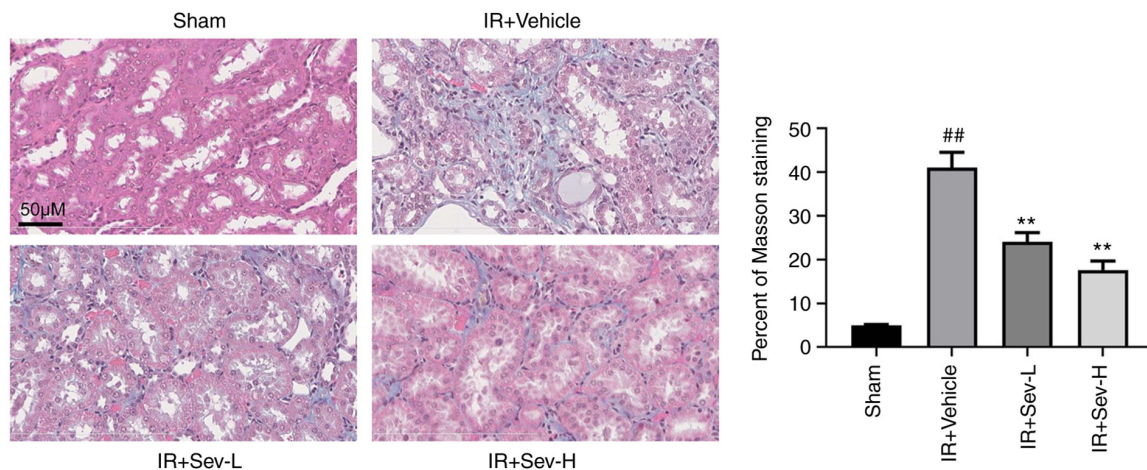 Sham
IR+Vehicle
50μM
IR+Sev-L
IR+Sev-H
Percent of Masson staining
50
40
30
20
10
0
##
**
**
Sham
IR+Vehicle
IR+Sev-L
IR+Sev-H